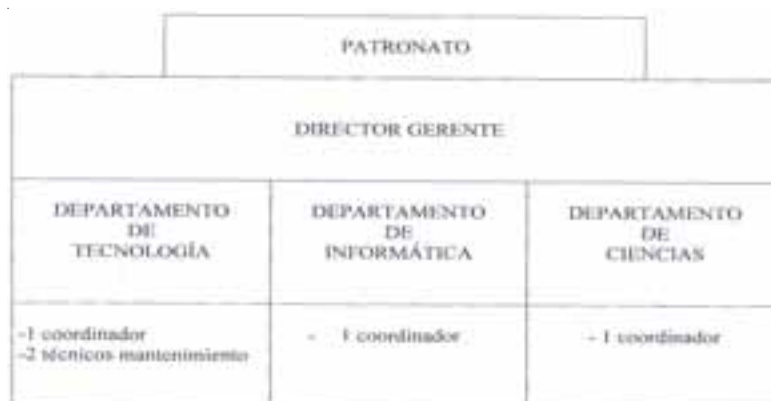 PATRONATO
DIRECTOR GERENTE
DEPARTAMENTO
DE
TECNOLOGÍA
DEPARTAMENTO
DE
INFORMÁTICA
DEPARTAMENTO
DE
CIENCIAS
-1 coordinador
-2 técnicos mantenimiento
- 1 coordinador
- 1 coordinador